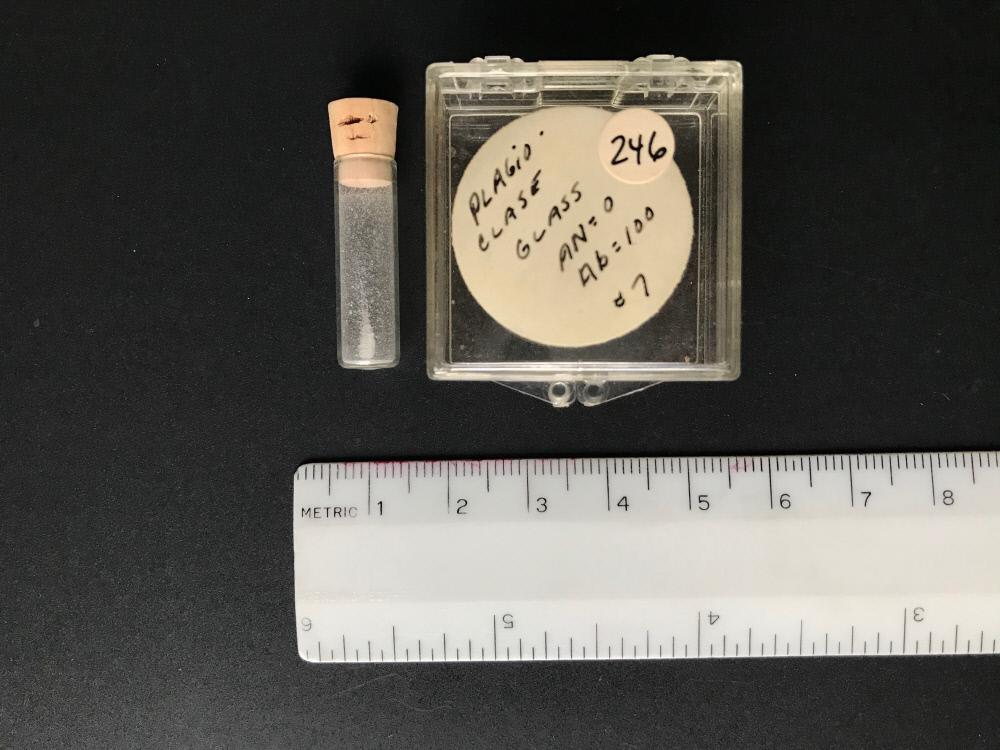 246
PLAGIO
CLASE
GLASS
AN=0
Ab=100
#7
METRIC 1 2 3 4 5 6 7 8
6 5 4 3